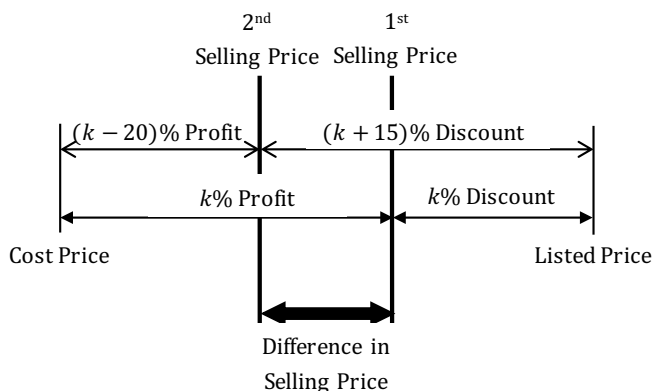 2nd
Selling Price
1st
Selling Price
(k − 20)% Profit
(k + 15)% Discount
k% Profit
k% Discount
Cost Price
Listed Price
Difference in
Selling Price